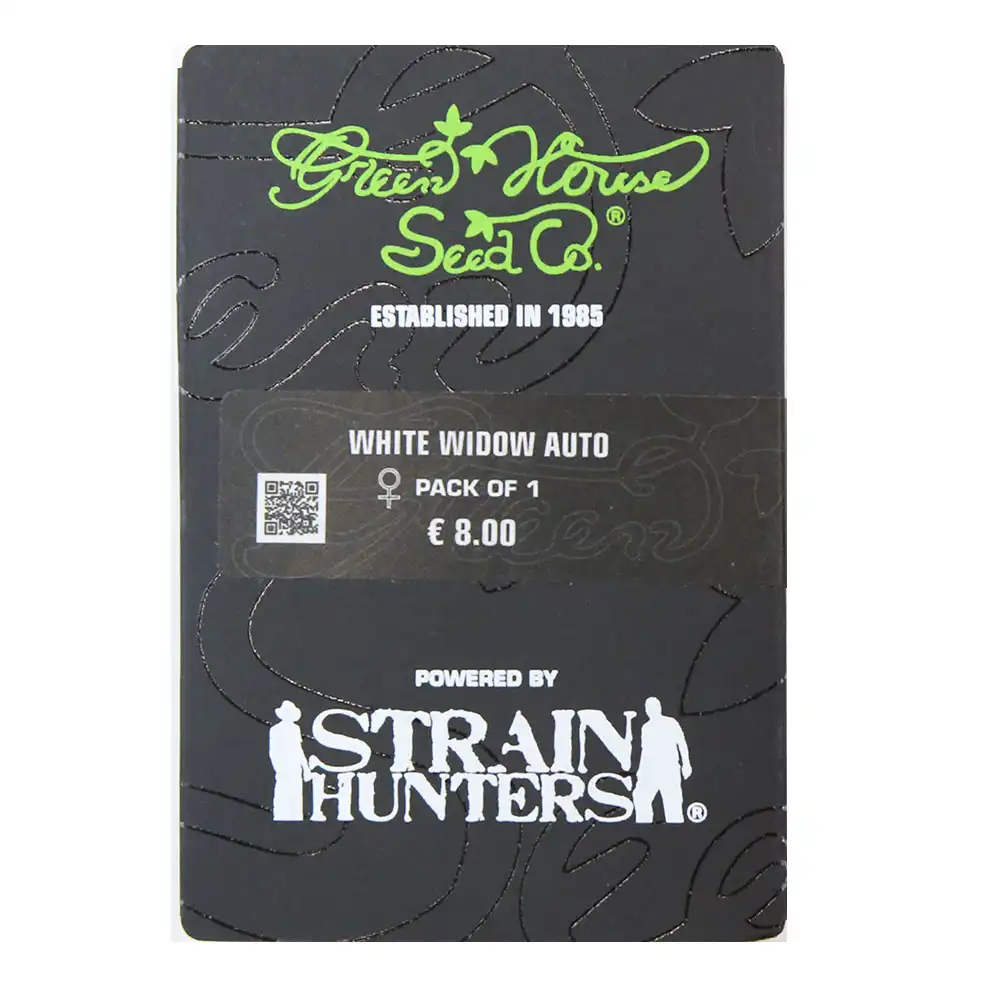 Green House
Seed Co.®
ESTABLISHED IN 1985
WHITE WIDOW AUTO
♀ PACK OF 1
€ 8.00
POWERED BY
STRAIN
HUNTERS®